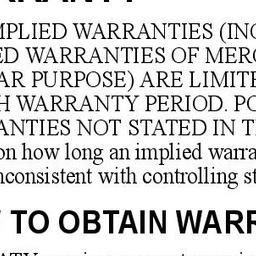 MPLIED WARRANTIES (INC
ED WARRANTIES OF MERC
AR PURPOSE) ARE LIMITE
H WARRANTY PERIOD. PO
ANTIES NOT STATED IN T
on how long an implied warra
nconsistent with controlling st
TO OBTAIN WARR